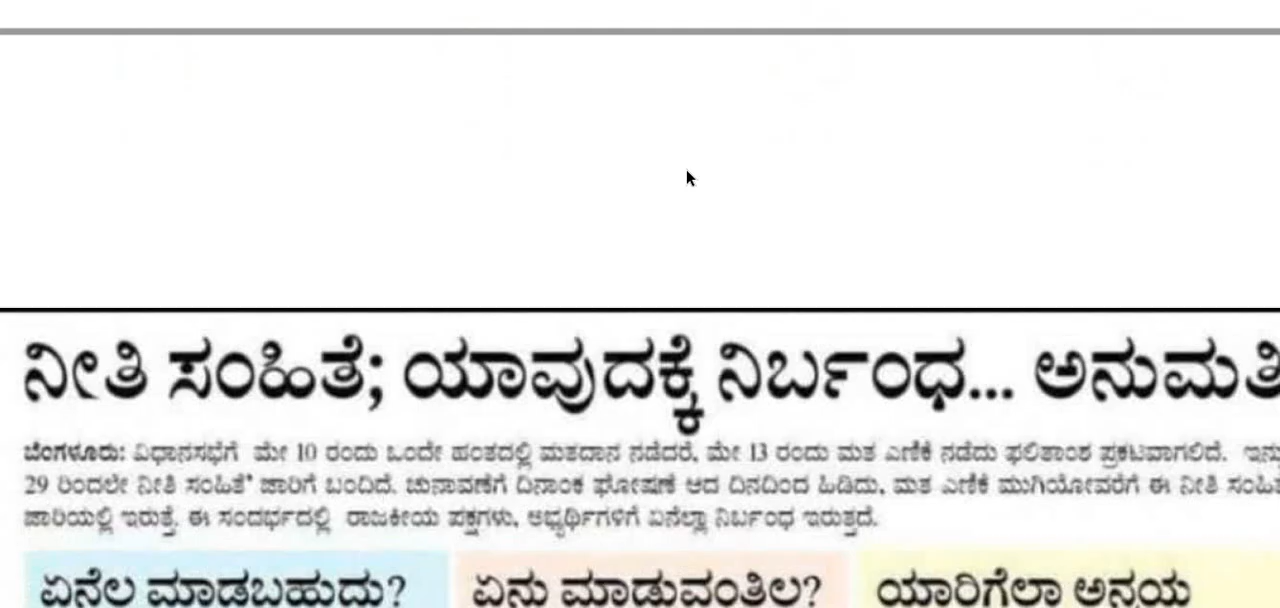 ನೀತಿ ಸಂಹಿತೆ; ಯಾವುದಕ್ಕೆ ನಿರ್ಬಂಧ... ಅನುಮತಿ
ಬೆಂಗಳೂರು: ವಿಧಾನಸಭೆಗೆ ಮೇ 10 ರಂದು ಒಂದೇ ಹಂತದಲ್ಲಿ ಮತದಾನ ನಡೆದರೆ, ಮೇ 13 ರಂದು ಮತ ಎಣಿಕೆ ನಡೆದು ಫಲಿತಾಂಶ ಪ್ರಕಟವಾಗಲಿದೆ.
29 ರಿಂದಲೇ ನೀತಿ ಸಂಹಿತೆ* ಜಾರಿಗೆ ಬಂದಿದೆ. ಚುನಾವಣೆಗೆ ದಿನಾಂಕ ಘೋಷಣೆ ಆದ ದಿನದಿಂದ ಹಿಡಿದು, ಮತ ಎಣಿಕೆ ಮುಗಿಯೋವರೆಗೆ ಈ ನೀತಿ
ಜಾರಿಯಲ್ಲಿ ಇರುತ್ತೆ. ಈ ಸಂದರ್ಭದಲ್ಲಿ ರಾಜಕೀಯ ಪಕ್ಷಗಳು, ಅಭ್ಯರ್ಥಿಗಳಿಗೆ ಏನೆಲ್ಲಾ ನಿರ್ಬಂಧ ಇರುತ್ತದೆ.
ಏನೆಲ ಮಾಡಬಹುದು? ಏನು ಮಾಡುವಂತಿಲ? ಯಾರಿಗೆಲಾ ಅನಯ